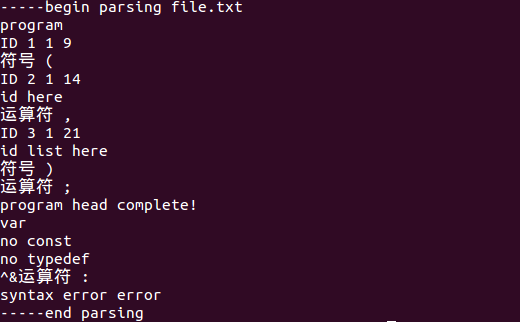 -----begin parsing file.txt
program
ID 1 1 9
符号 (
ID 2 1 14
id here
运算符 ,
ID 3 1 21
id list here
符号 )
运算符 ;
program head complete!
var
no const
no typedef
^&运算符 :
syntax error error
-----end parsing